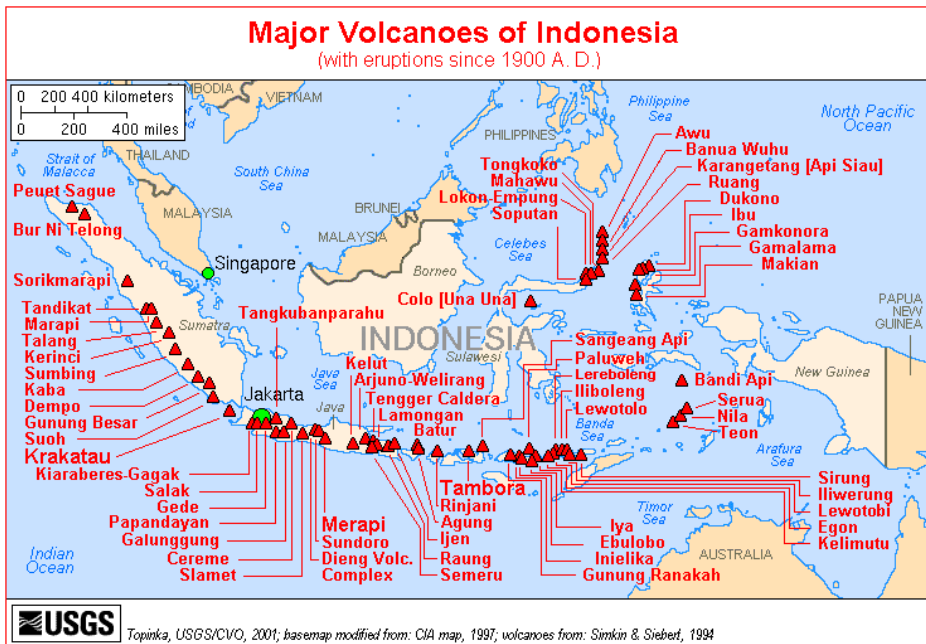 Major Volcanoes of Indonesia
(with eruptions since 1900 A. D.)
0 200 400 kilometers
0 200 400 miles
CAMBODIA
VIETNAM
THAILAND
Strait of
Malacca
South China
Sea
PHILIPPINES
Philippine
Sea
North Pacific
Ocean
Peuet Sague
Bur Ni Telong
MALAYSIA
BRUNEI
MALAYSIA
Singapore
Borneo
Celebes
Sea
Tongkoko
Mahawu
Lokon Empung
Soputan
Awu
Banua Wuhu
Karangetang [Api Siau]
Ruang
Dukono
Ibu
Gamkonora
Gamalama
Makian
Sorikmarapi
Tandikat
Marapi
Talang
Kerinci
Sumbing
Kaba
Dempo
Gunung Besar
Suoh
Krakatau
Sumatra
Tangkubanparahu
Colo [Una Una]
INDONESIA
Sulawesi
PAPUA
NEW
GUINEA
New Guinea
Jakarta
Java
Sea
Java
Kelut
Arjuno-Welirang
Tengger Caldera
Lamongan
Batur
Sangeang Api
Paluweh
Lereboleng
Iliboleng
Lewotolo
Banda
Sea
Bandi Api
Serua
Nila
Teon
Arafura
Sea
Kiaraberes-Gagak
Salak
Gede
Papandayan
Galunggung
Cereme
Slamet
Merapi
Sundoro
Dieng Volc.
Complex
Tambora
Rinjani
Agung
Ijen
Raung
Semeru
Iya
Ebulobo
Inielika
Gunung Ranakah
Sirung
Iliwerung
Lewotobi
Egon
Kelimutu
Timor
Sea
AUSTRALIA
Indian
Ocean
USGS
Topinka, USGS/CVO, 2001; basemap modified from: CIA map, 1997; volcanoes from: Simkin & Siebert, 1994